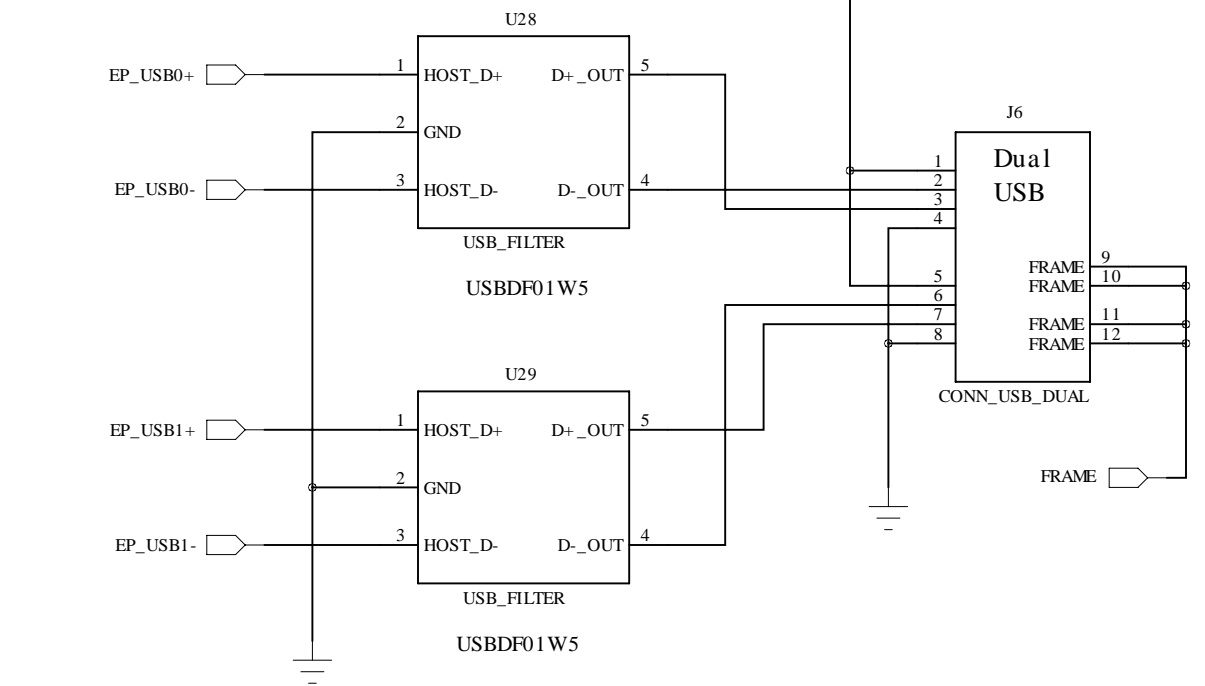 U28
EP_USB0+
1
HOST_D+
D+_OUT
5
2
GND
EP_USB0-
3
HOST_D-
D-_OUT
4
USB_FILTER
USBDF01W5
J6
Dual
USB
1
2
3
4
5
6
7
8
FRAME
9
FRAME
10
FRAME
11
FRAME
12
CONN_USB_DUAL
FRAME
U29
EP_USB1+
1
HOST_D+
D+_OUT
5
2
GND
EP_USB1-
3
HOST_D-
D-_OUT
4
USB_FILTER
USBDF01W5